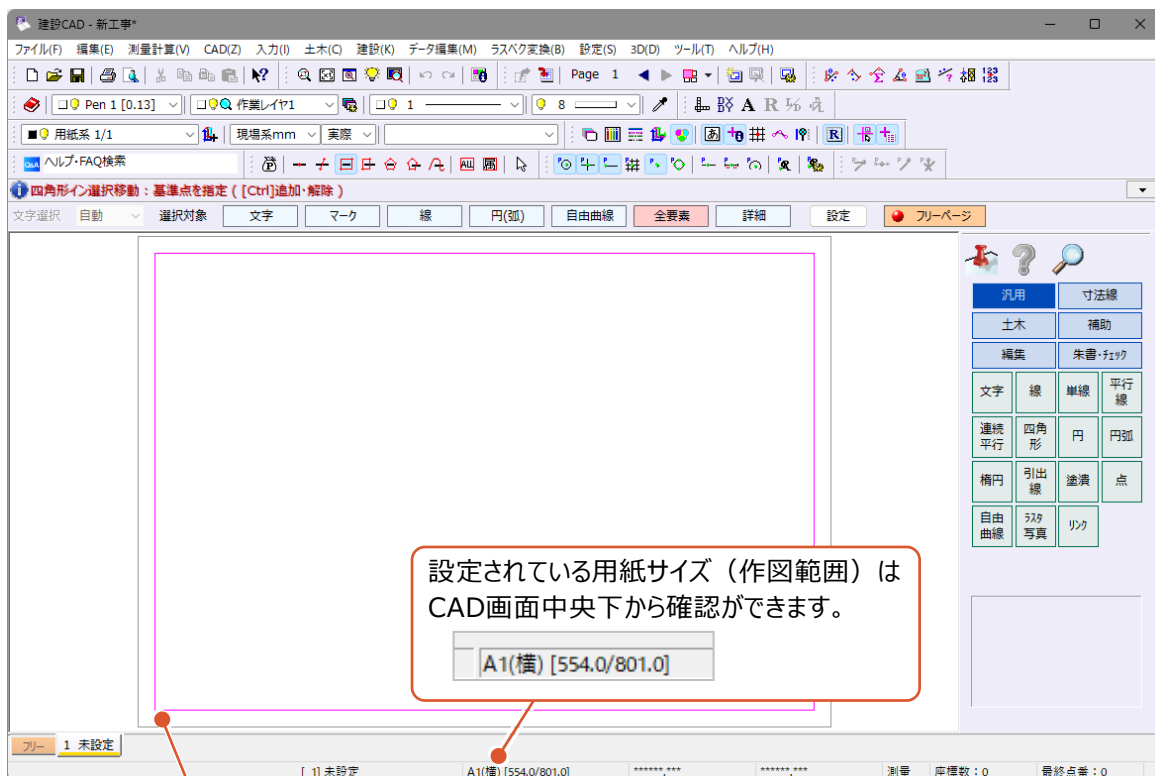 建設CAD - 新工事*
ファイル(F) 編集(E) 測量計算(V) CAD(Z) 入力(I) 土木(C) 建設(K) データ編集(M) ラスベク変換(B) 設定(S) 3D(D) ツール(T) ヘルプ(H)
Page 1
Pen 1 [0.13] 作業レイヤ1 1 8 A R
用紙系 1/1 現場系mm 実際 あ R
ヘルプ・FAQ検索 ALL
四角形イン選択移動：基準点を指定 ( [Ctrl]追加・解除 )
文字選択 自動 選択対象 文字 マーク 線 円(弧) 自由曲線 全要素 詳細 設定 フリーページ
汎用 寸法線
土木 補助
編集 朱書・ﾁｪｯｸ
文字 線 単線 平行線
連続平行 四角形 円 円弧
楕円 引出線 塗潰 点
自由曲線 ﾗｽﾀ写真 ﾘﾝｸ
設定されている用紙サイズ（作図範囲）は
CAD画面中央下から確認ができます。
A1(横) [554.0/801.0]
フリー 1 未設定
[ 1] 未設定 A1(横) [554.0/801.0] ******.*** ******.*** 測量 座標数：0 最終点番：0